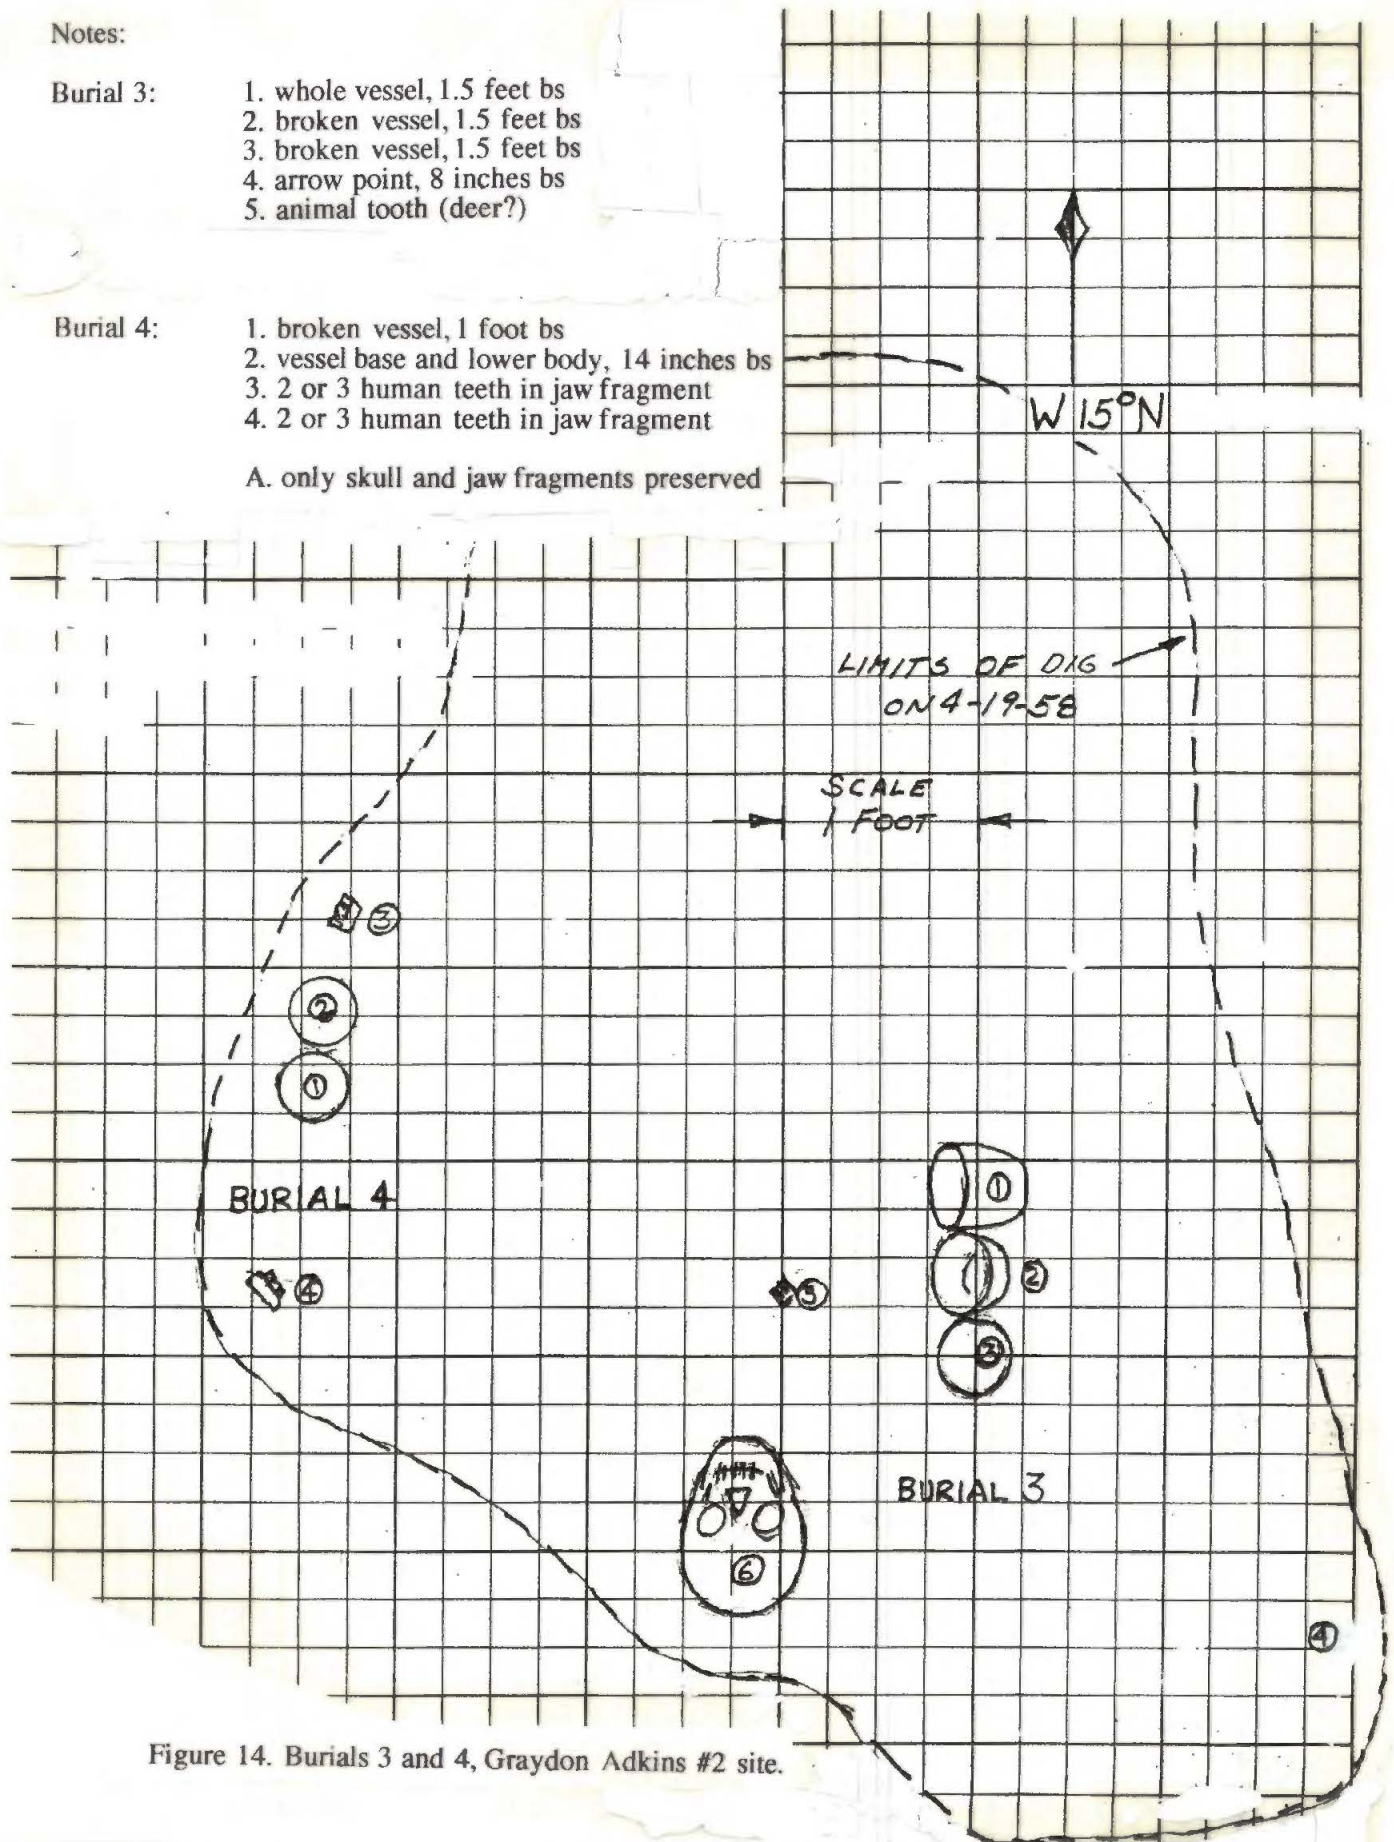 Notes:
Burial 3: 1. whole vessel, 1.5 feet bs
2. broken vessel, 1.5 feet bs
3. broken vessel, 1.5 feet bs
4. arrow point, 8 inches bs
5. animal tooth (deer?)
Burial 4: 1. broken vessel, 1 foot bs
2. vessel base and lower body, 14 inches bs
3. 2 or 3 human teeth in jaw fragment
4. 2 or 3 human teeth in jaw fragment
A. only skull and jaw fragments preserved
W 15°N
LIMITS OF DIG
ON 4-19-58
SCALE
1 FOOT
3
2
1
BURIAL 4
4
1
2
5
3
BURIAL 3
6
4
Figure 14. Burials 3 and 4, Graydon Adkins #2 site.